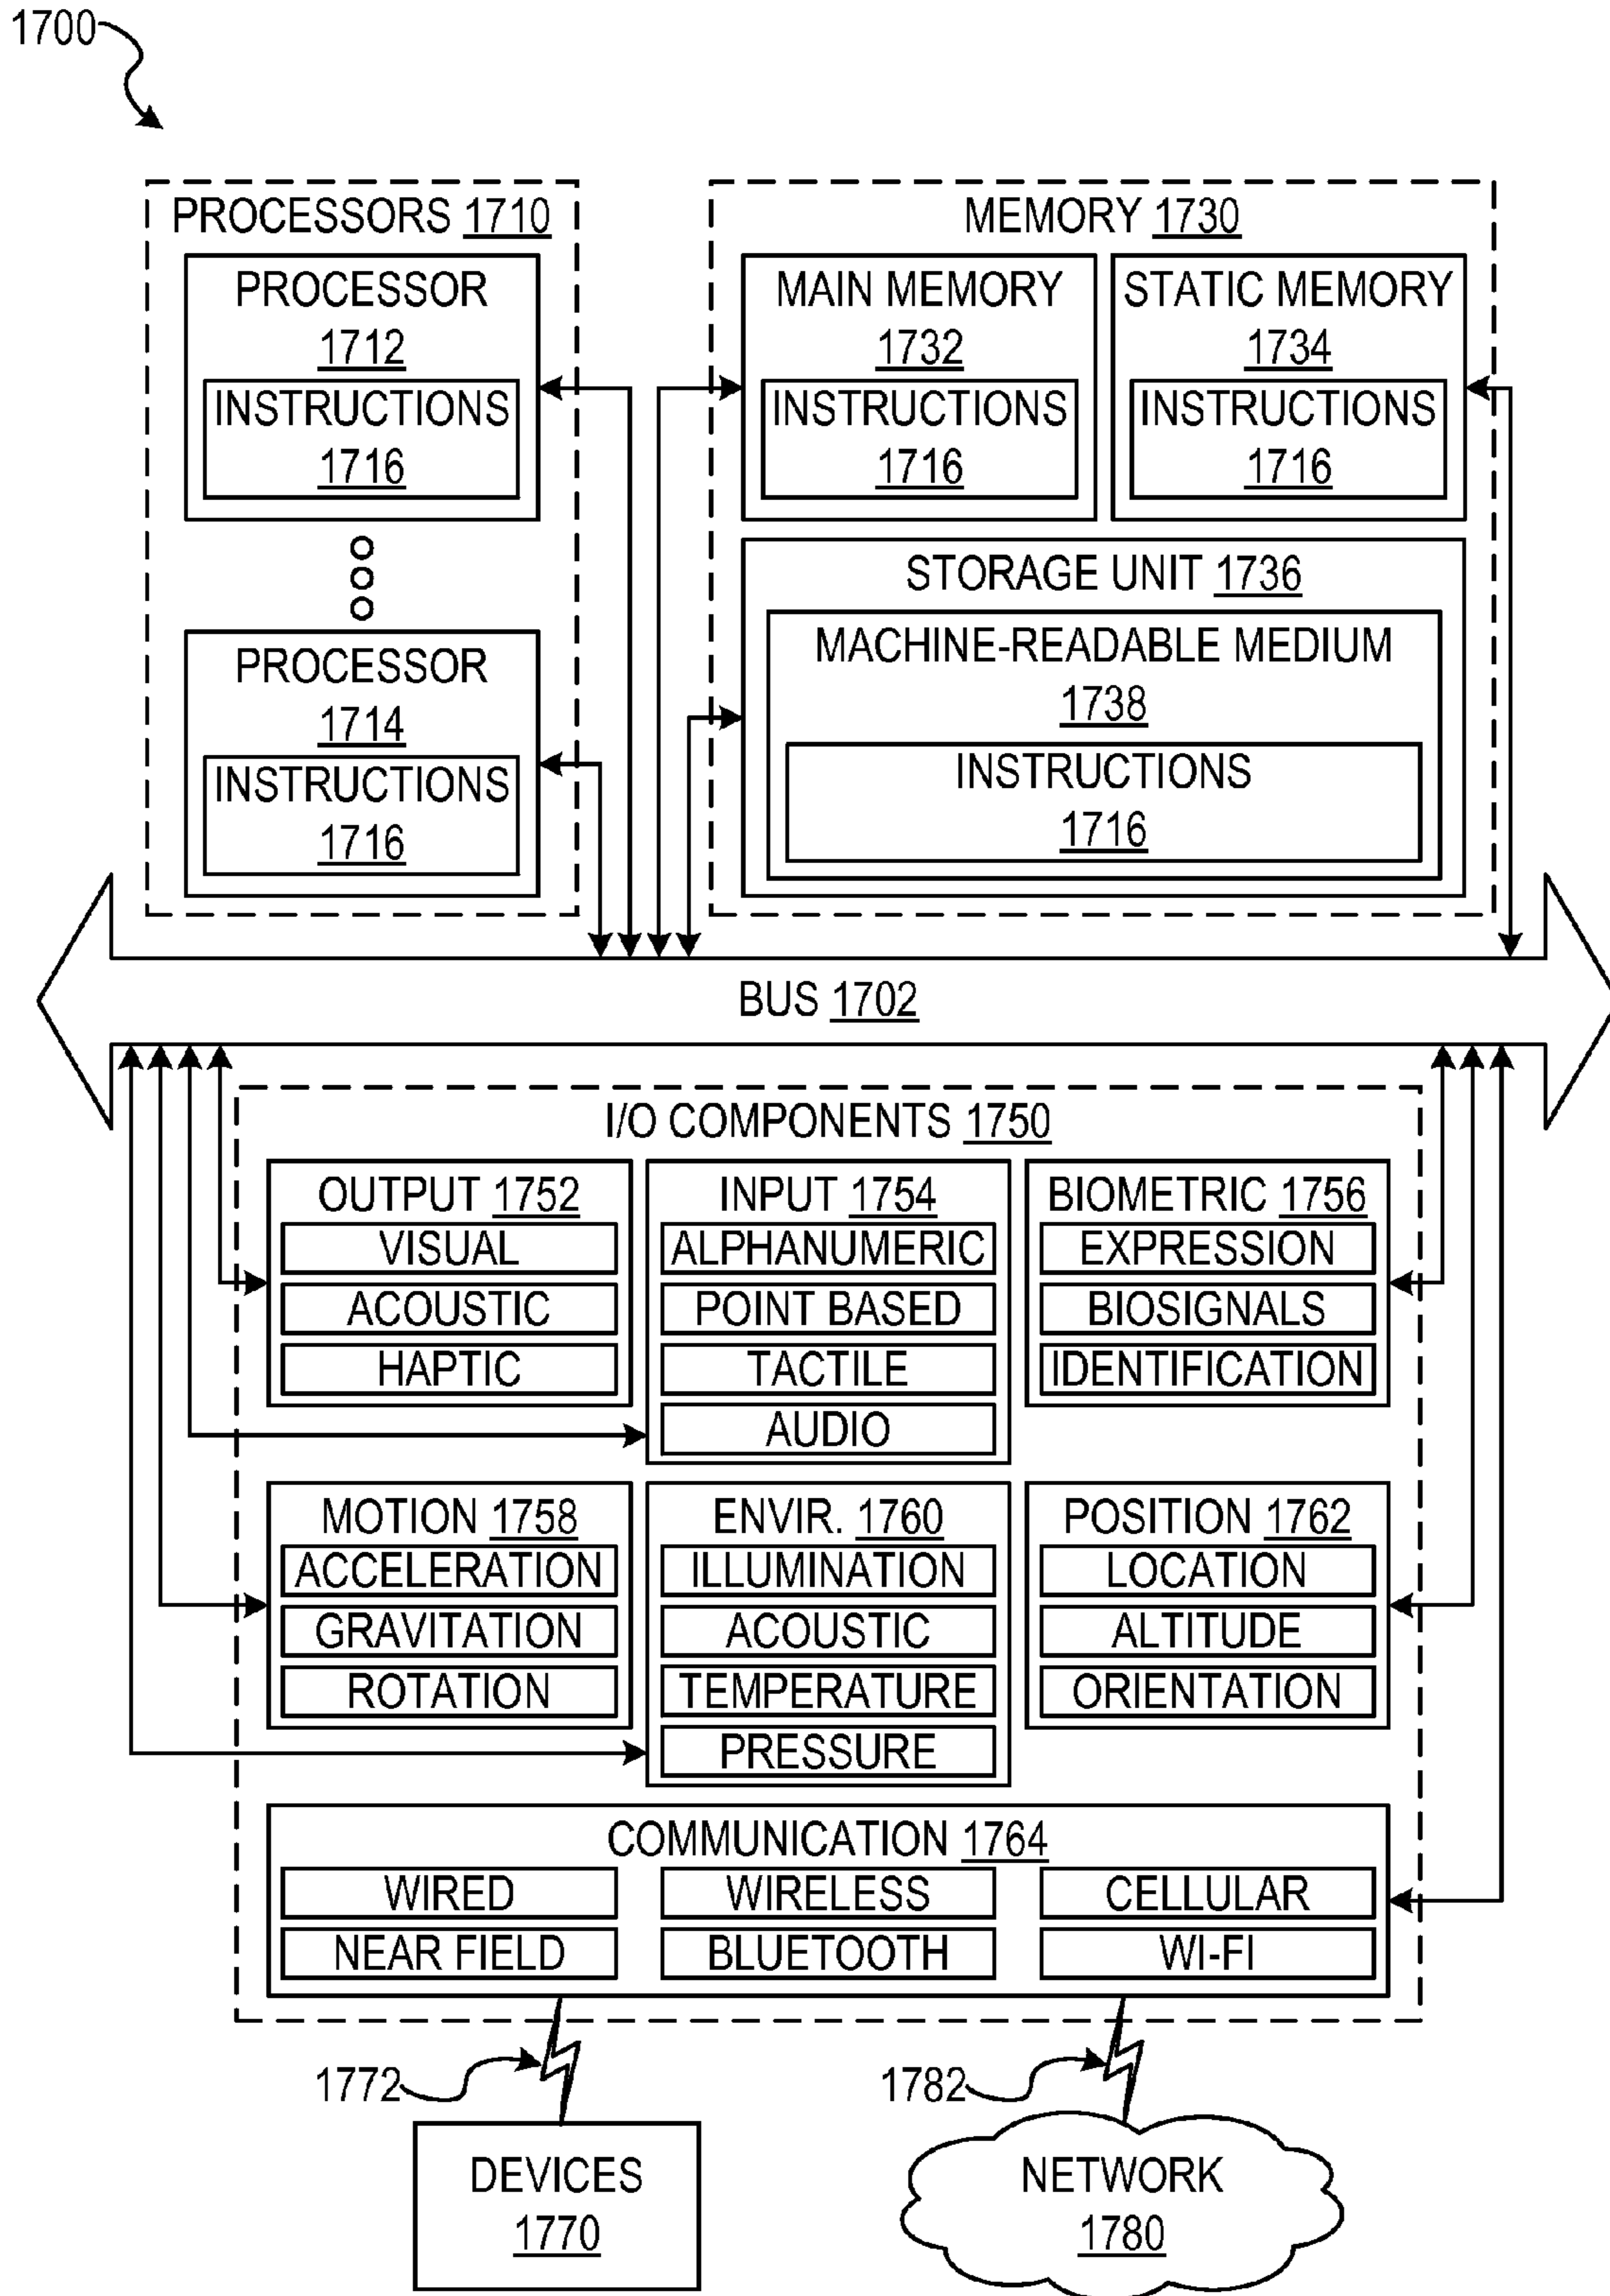 1700
PROCESSORS 1710
PROCESSOR
1712
INSTRUCTIONS
1716
PROCESSOR
1714
INSTRUCTIONS
1716
MEMORY 1730
MAIN MEMORY
1732
INSTRUCTIONS
1716
STATIC MEMORY
1734
INSTRUCTIONS
1716
STORAGE UNIT 1736
MACHINE-READABLE MEDIUM
1738
INSTRUCTIONS
1716
BUS 1702
I/O COMPONENTS 1750
OUTPUT 1752
VISUAL
ACOUSTIC
HAPTIC
INPUT 1754
ALPHANUMERIC
POINT BASED
TACTILE
AUDIO
BIOMETRIC 1756
EXPRESSION
BIOSIGNALS
IDENTIFICATION
MOTION 1758
ACCELERATION
GRAVITATION
ROTATION
ENVIR. 1760
ILLUMINATION
ACOUSTIC
TEMPERATURE
PRESSURE
POSITION 1762
LOCATION
ALTITUDE
ORIENTATION
COMMUNICATION 1764
WIRED
WIRELESS
CELLULAR
NEAR FIELD
BLUETOOTH
WI-FI
1772
1782
DEVICES
1770
NETWORK
1780